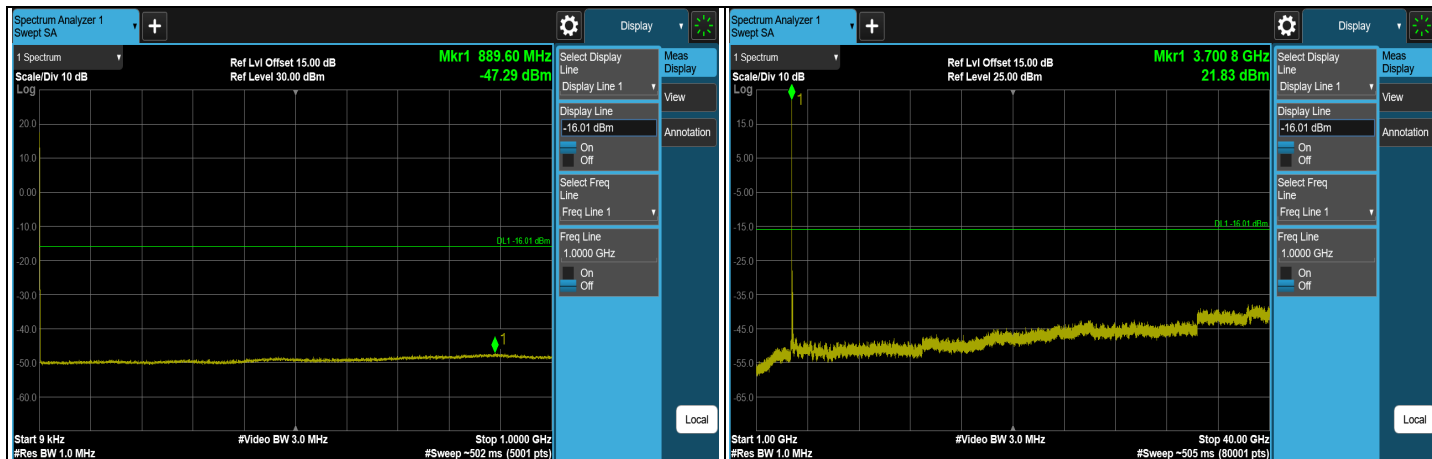 Spectrum Analyzer 1
Swept SA
+
Display
1 Spectrum
Ref Lvl Offset 15.00 dB
Mkr1 889.60 MHz
Scale/Div 10 dB
Ref Level 30.00 dBm
-47.29 dBm
Log
1
20.0
10.0
0.00
-10.0
DL1 -16.01 dBm
-20.0
-30.0
-40.0
1
-50.0
-60.0
Start 9 kHz
#Video BW 3.0 MHz
Stop 1.0000 GHz
#Res BW 1.0 MHz
#Sweep ~502 ms (5001 pts)
Select Display
Line
Display Line 1
Display Line
-16.01 dBm
On
Off
Select Freq
Line
Freq Line 1
Freq Line
1.0000 GHz
On
Off
Meas
Display
View
Annotation
Local
Spectrum Analyzer 1
Swept SA
+
Display
1 Spectrum
Ref Lvl Offset 15.00 dB
Mkr1 3.700 8 GHz
Scale/Div 10 dB
Ref Level 25.00 dBm
21.83 dBm
Log
1
15.0
5.00
-5.00
DL1 -16.01 dBm
-15.0
-25.0
-35.0
-45.0
-55.0
-65.0
Start 1.00 GHz
#Video BW 3.0 MHz
Stop 40.00 GHz
#Res BW 1.0 MHz
#Sweep ~505 ms (80001 pts)
Select Display
Line
Display Line 1
Display Line
-16.01 dBm
On
Off
Select Freq
Line
Freq Line 1
Freq Line
1.0000 GHz
On
Off
Meas
Display
View
Annotation
Local